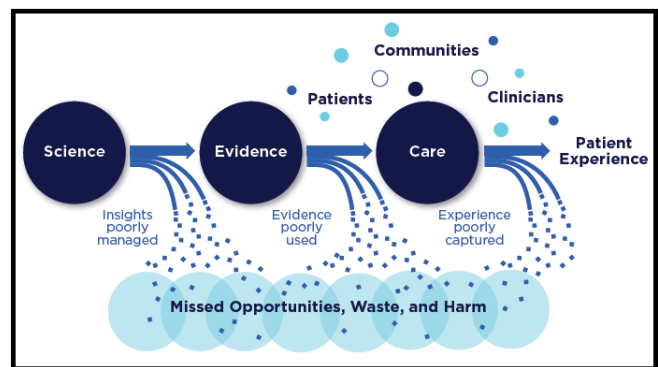 Communities
Patients
Clinicians
Science
Evidence
Care
Patient
Experience
Insights
poorly
managed
Evidence
poorly
used
Experience
poorly
captured
Missed Opportunities, Waste, and Harm